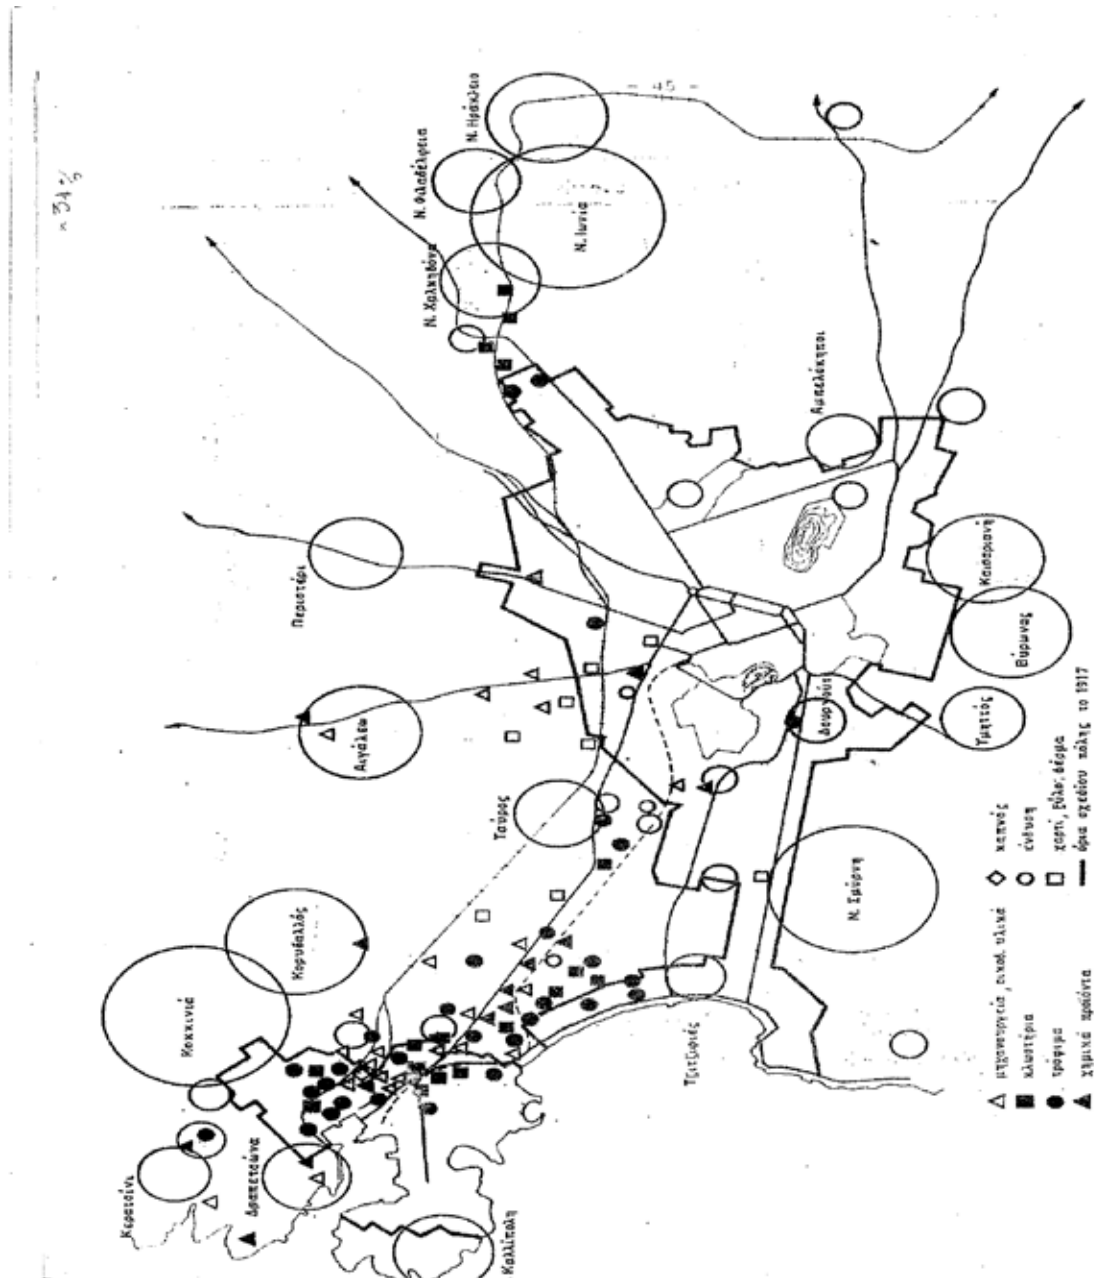 - 45 -
Ν. Ηράκλειο
Ν. Φιλαδέλφεια
Ν. Ιωνία
Ν. Χαλκηδόνα
Αμπελόκηποι
Περιστέρι
Καισαριανή
Βύρωνας
Υμηττός
Δουργούτι
Αιγάλεω
Ταύρος
Ν. Σμύρνη
Κορυδαλλός
Κοκκινιά
Τζιτζιφιές
Κερατσίνι
Δραπετσώνα
Καλλίπολη
μηχανουργεία, οικοδ. υλικά
κλωστήρια
τρόφιμα
χημικά προϊόντα
καπνός
ένδυση
χαρτί, ξύλο, δέρμα
όρια σχεδίου πόλης το 1917